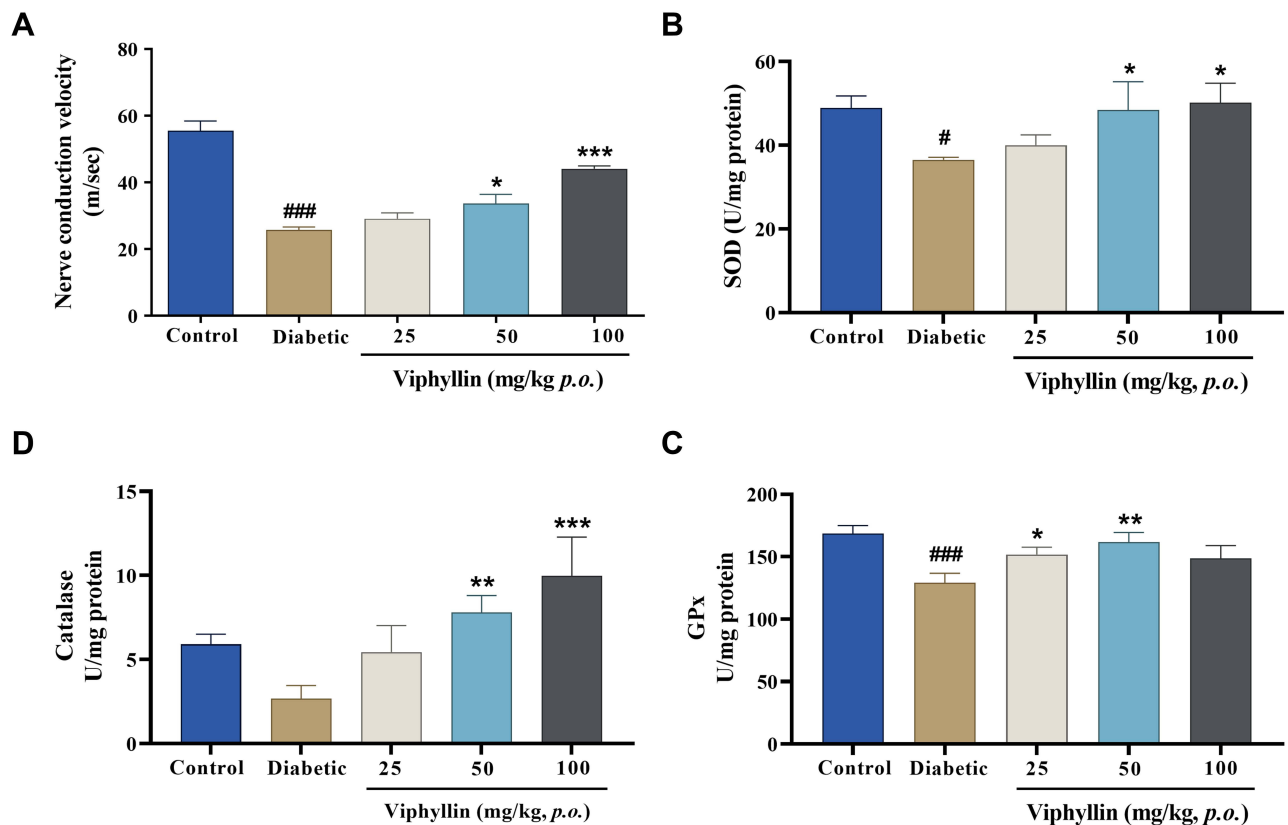 A
Nerve conduction velocity
(m/sec)
80
60
40
20
0
###
*
***
Control
Diabetic
25
50
100
Viphyllin (mg/kg p.o.)
B
SOD (U/mg protein)
60
40
20
0
#
*
*
Control
Diabetic
25
50
100
Viphyllin (mg/kg, p.o.)
D
Catalase
U/mg protein
15
10
5
0
**
***
Control
Diabetic
25
50
100
Viphyllin (mg/kg, p.o.)
C
GPx
U/mg protein
200
150
100
50
0
###
*
**
Control
Diabetic
25
50
100
Viphyllin (mg/kg, p.o.)